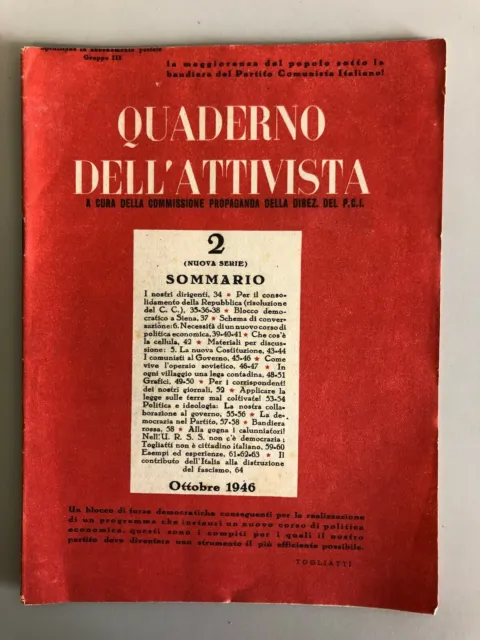 Spedizione in abbonamento postale
Gruppo III
la maggioranza del popolo sotto la
bandiera del Partito Comunista Italiano!
QUADERNO
DELL'ATTIVISTA
A CURA DELLA COMMISSIONE PROPAGANDA DELLA DIREZ. DEL P.C.I.
2
(NUOVA SERIE)
SOMMARIO
I nostri dirigenti, 34 ★ Per il conso-
lidamento della Repubblica (risoluzione
del C. C.), 35-36-38 ★ Blocco demo-
cratico a Siena, 37 ★ Schema di conver-
sazione: 6. Necessità di un nuovo corso di
politica economica, 39-40-41 ★ Che cos'è
la cellula, 42 ★ Materiali per discus-
sione: 5. La nuova Costituzione, 43-44
I comunisti al Governo, 45-46 ★ Come
vive l'operaio sovietico, 46-47 ★ In
ogni villaggio una lega contadina, 48-51
Grafici, 49-50 ★ Per i corrispondenti
dei nostri giornali, 52 ★ Applicare la
legge sulle terre mal coltivate! 53-54
Politica e ideologia: La nostra colla-
borazione al governo, 55-56 ★ La de-
mocrazia nel Partito, 57-58 ★ Bandiera
rossa, 58 ★ Alla gogna i calunniatori!
Nell'U. R. S. S. non c'è democrazia;
Togliatti non è cittadino italiano, 59-60
Esempi ed esperienze, 61-62-63 ★ Il
contributo dell'Italia alla distruzione
del fascismo, 64
Ottobre 1946
Un blocco di forze democratiche conseguenti per la realizzazione
di un programma che instauri un nuovo corso di politica
economica, questi sono i compiti per i quali il nostro
partito deve diventare uno strumento il più efficiente possibile.
TOGLIATTI